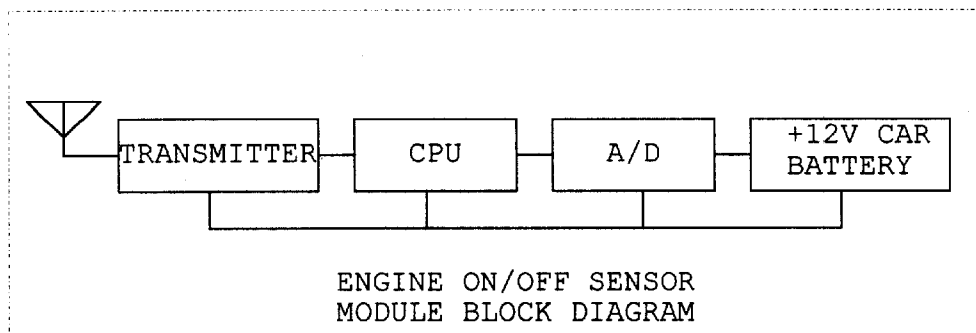 TRANSMITTER
CPU
A/D
+12V CAR
BATTERY
ENGINE ON/OFF SENSOR
MODULE BLOCK DIAGRAM